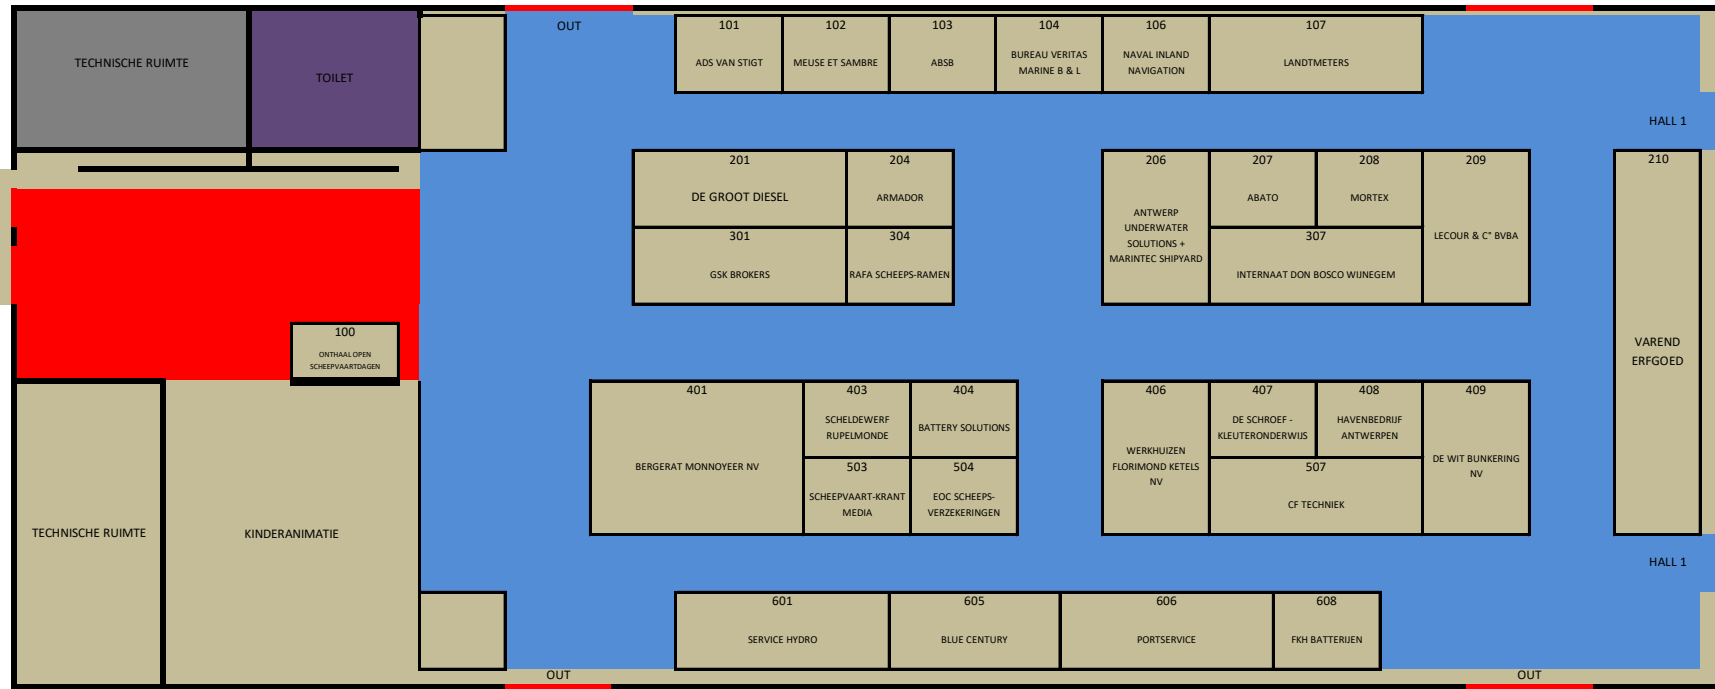 OUT
101
102
103
104
106
107
TECHNISCHE RUIMTE
TOILET
ADS VAN STIGT
MEUSE ET SAMBRE
ABSB
BUREAU VERITAS
MARINE B & L
NAVAL INLAND
NAVIGATION
LANDTMETERS
HALL 1
201
DE GROOT DIESEL
204
ARMADOR
206
ANTWERP
UNDERWATER
SOLUTIONS +
MARINTEC SHIPYARD
207
ABATO
208
MORTEX
209
LECOUR & C° BVBA
210
VAREND
ERFGOED
301
GSK BROKERS
304
RAFA SCHEEPS-RAMEN
307
INTERNAAT DON BOSCO WIJNEGEM
100
ONTHAAL OPEN
SCHEEPVAARTDAGEN
401
BERGERAT MONNOYEER NV
403
SCHELDEWERF
RUPELMONDE
404
BATTERY SOLUTIONS
406
WERKHUIZEN
FLORIMOND KETELS
NV
407
DE SCHROEF -
KLEUTERONDERWIJS
408
HAVENBEDRIJF
ANTWERPEN
409
DE WIT BUNKERING
NV
503
SCHEEPVAART-KRANT
MEDIA
504
EOC SCHEEPS-
VERZEKERINGEN
507
CF TECHNIEK
TECHNISCHE RUIMTE
KINDERANIMATIE
HALL 1
601
SERVICE HYDRO
605
BLUE CENTURY
606
PORTSERVICE
608
FKH BATTERIJEN
OUT
OUT